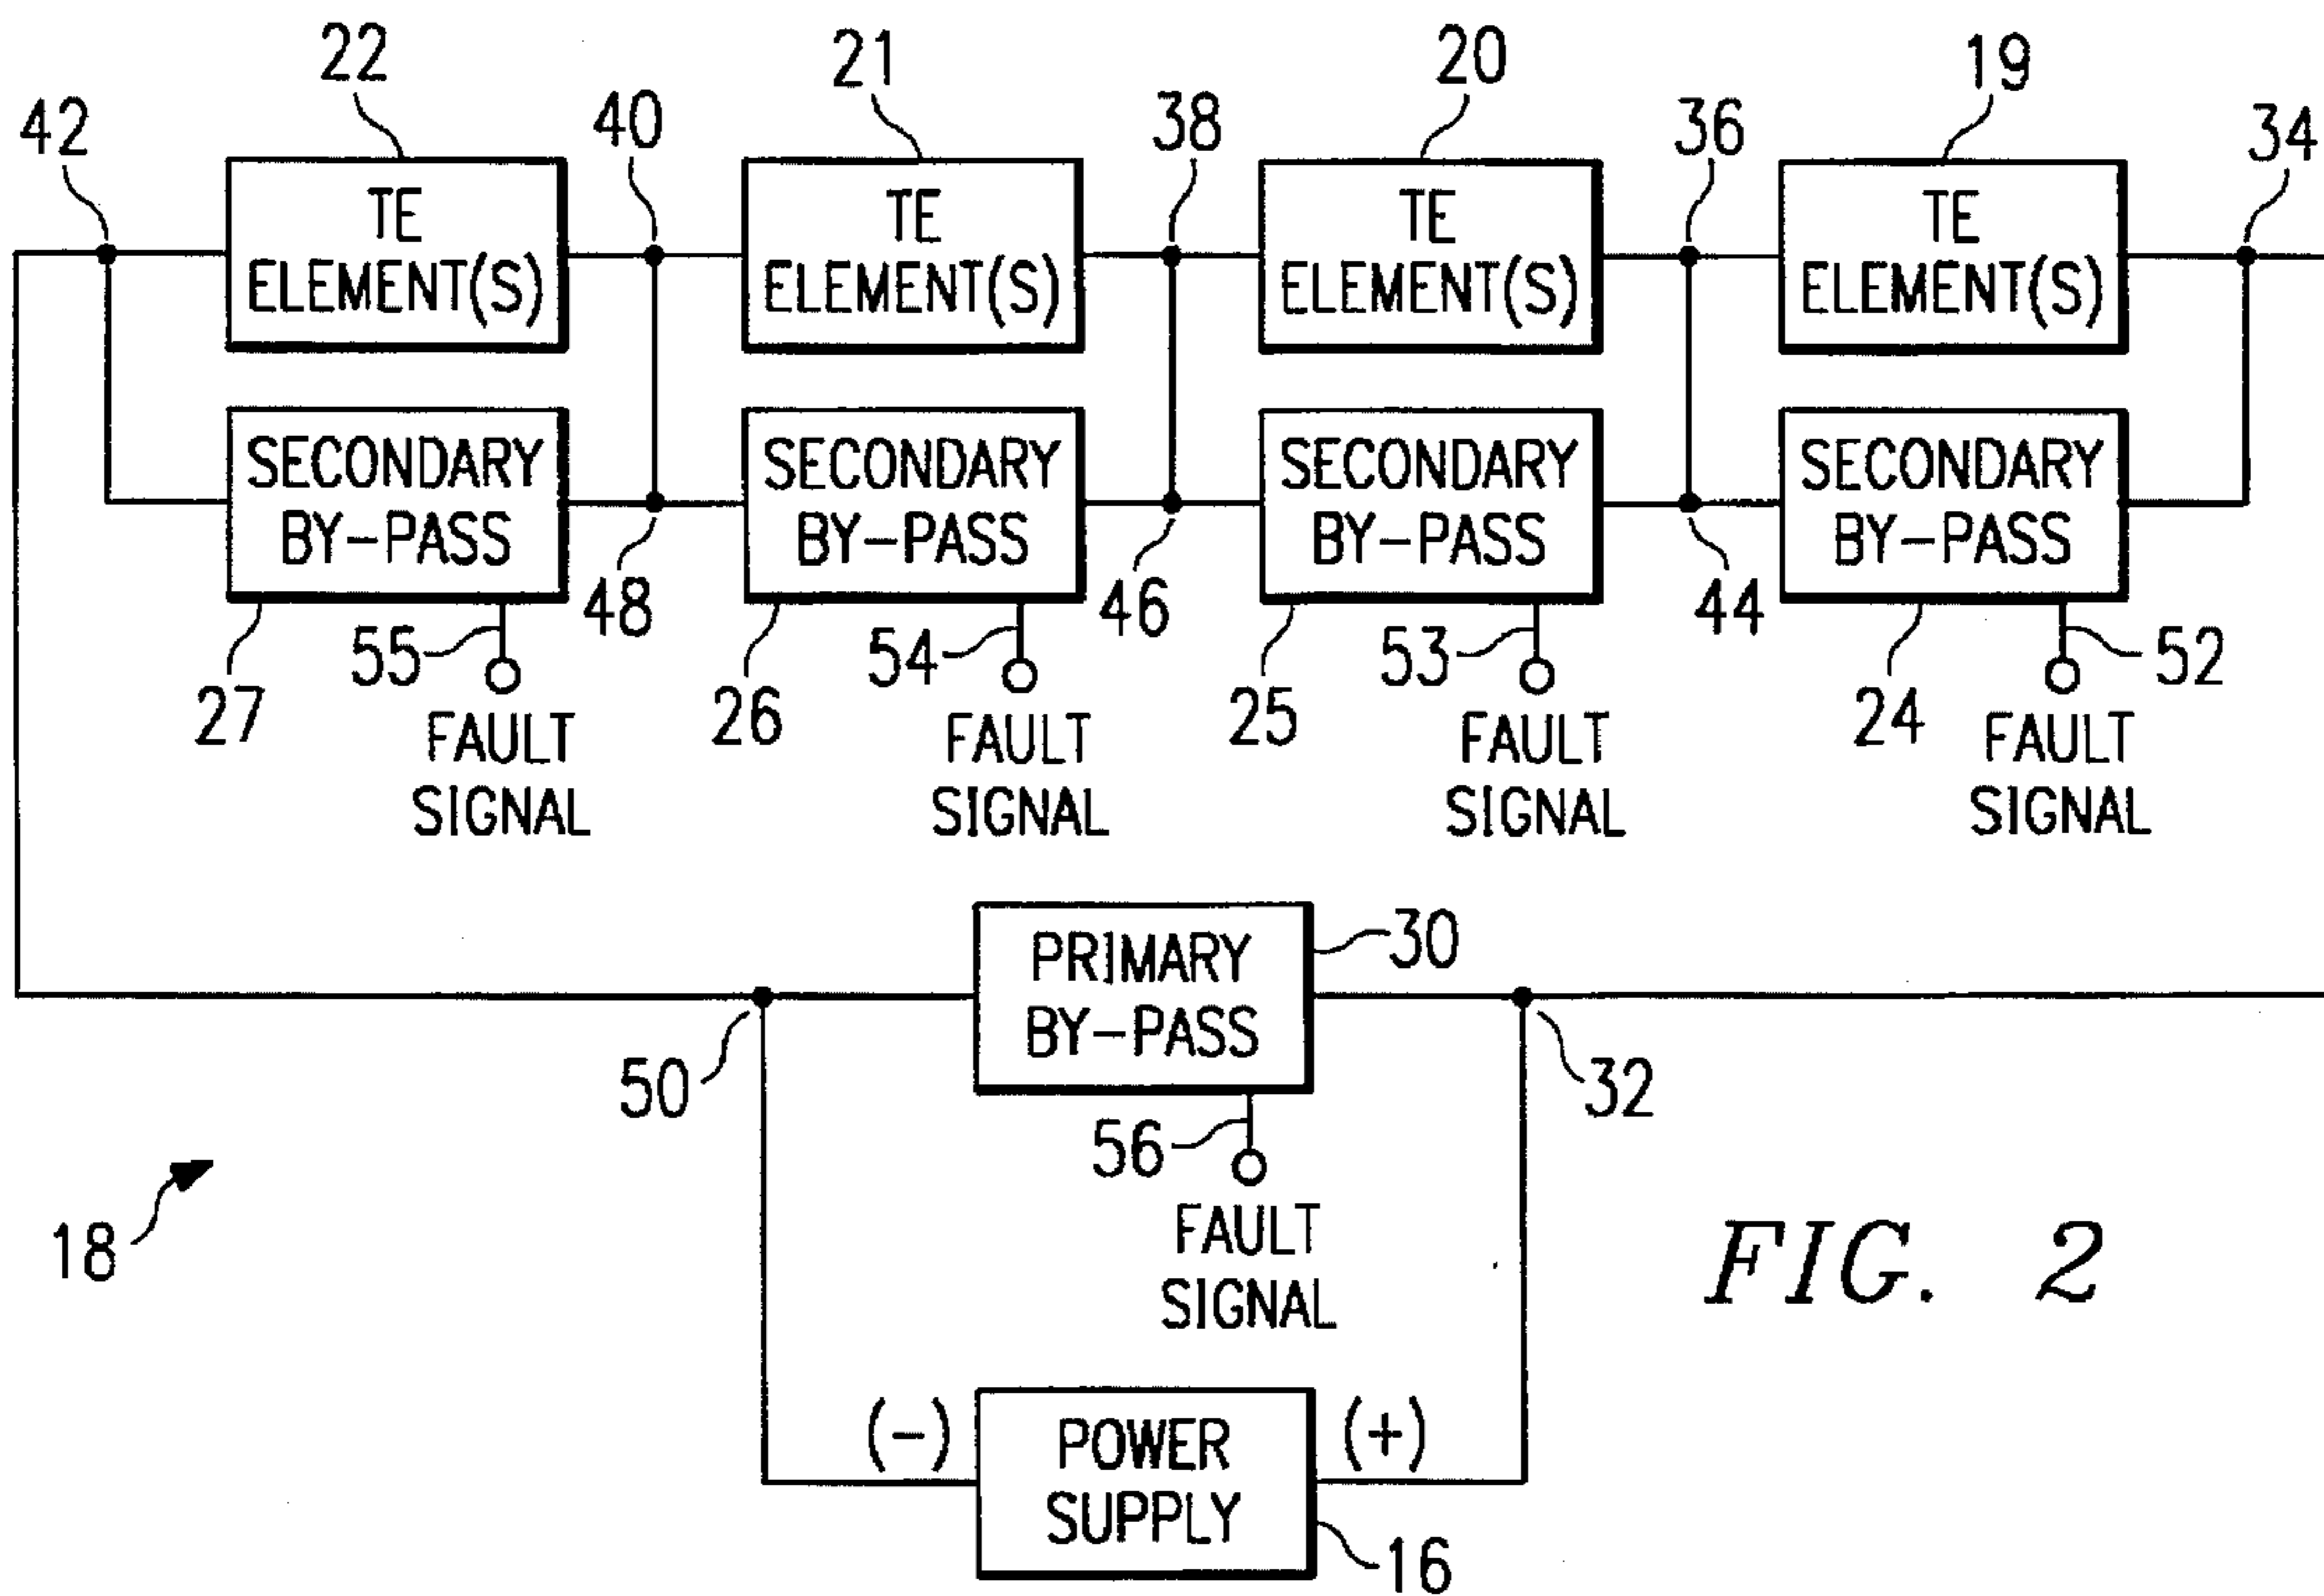 22
21
20
19
42
40
38
36
34
TE
ELEMENT(S)
TE
ELEMENT(S)
TE
ELEMENT(S)
TE
ELEMENT(S)
SECONDARY
BY-PASS
SECONDARY
BY-PASS
SECONDARY
BY-PASS
SECONDARY
BY-PASS
27
55
48
26
54
46
25
53
44
24
52
FAULT
SIGNAL
FAULT
SIGNAL
FAULT
SIGNAL
FAULT
SIGNAL
PRIMARY
BY-PASS
30
50
32
56
FAULT
SIGNAL
18
FIG. 2
(-)
POWER
SUPPLY
(+)
16